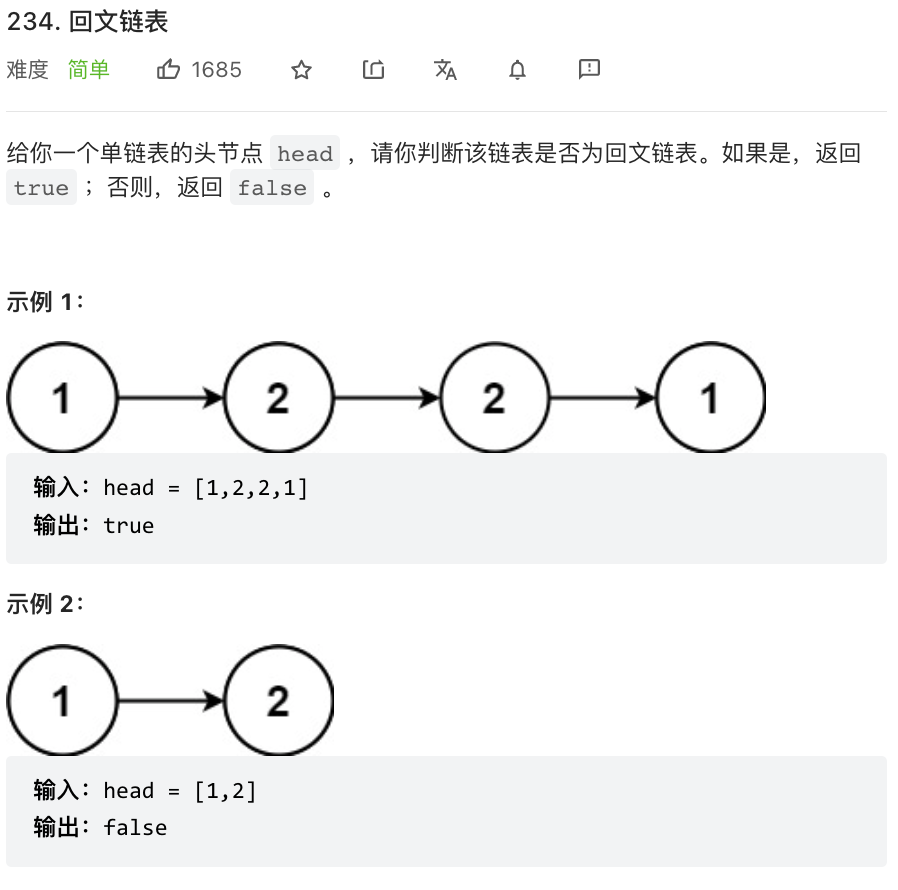 234. 回文链表
难度 简单 1685
给你一个单链表的头节点 head ，请你判断该链表是否为回文链表。如果是，返回
true ；否则，返回 false 。
示例 1：
1 2 2 1
输入：head = [1,2,2,1]
输出：true
示例 2：
1 2
输入：head = [1,2]
输出：false